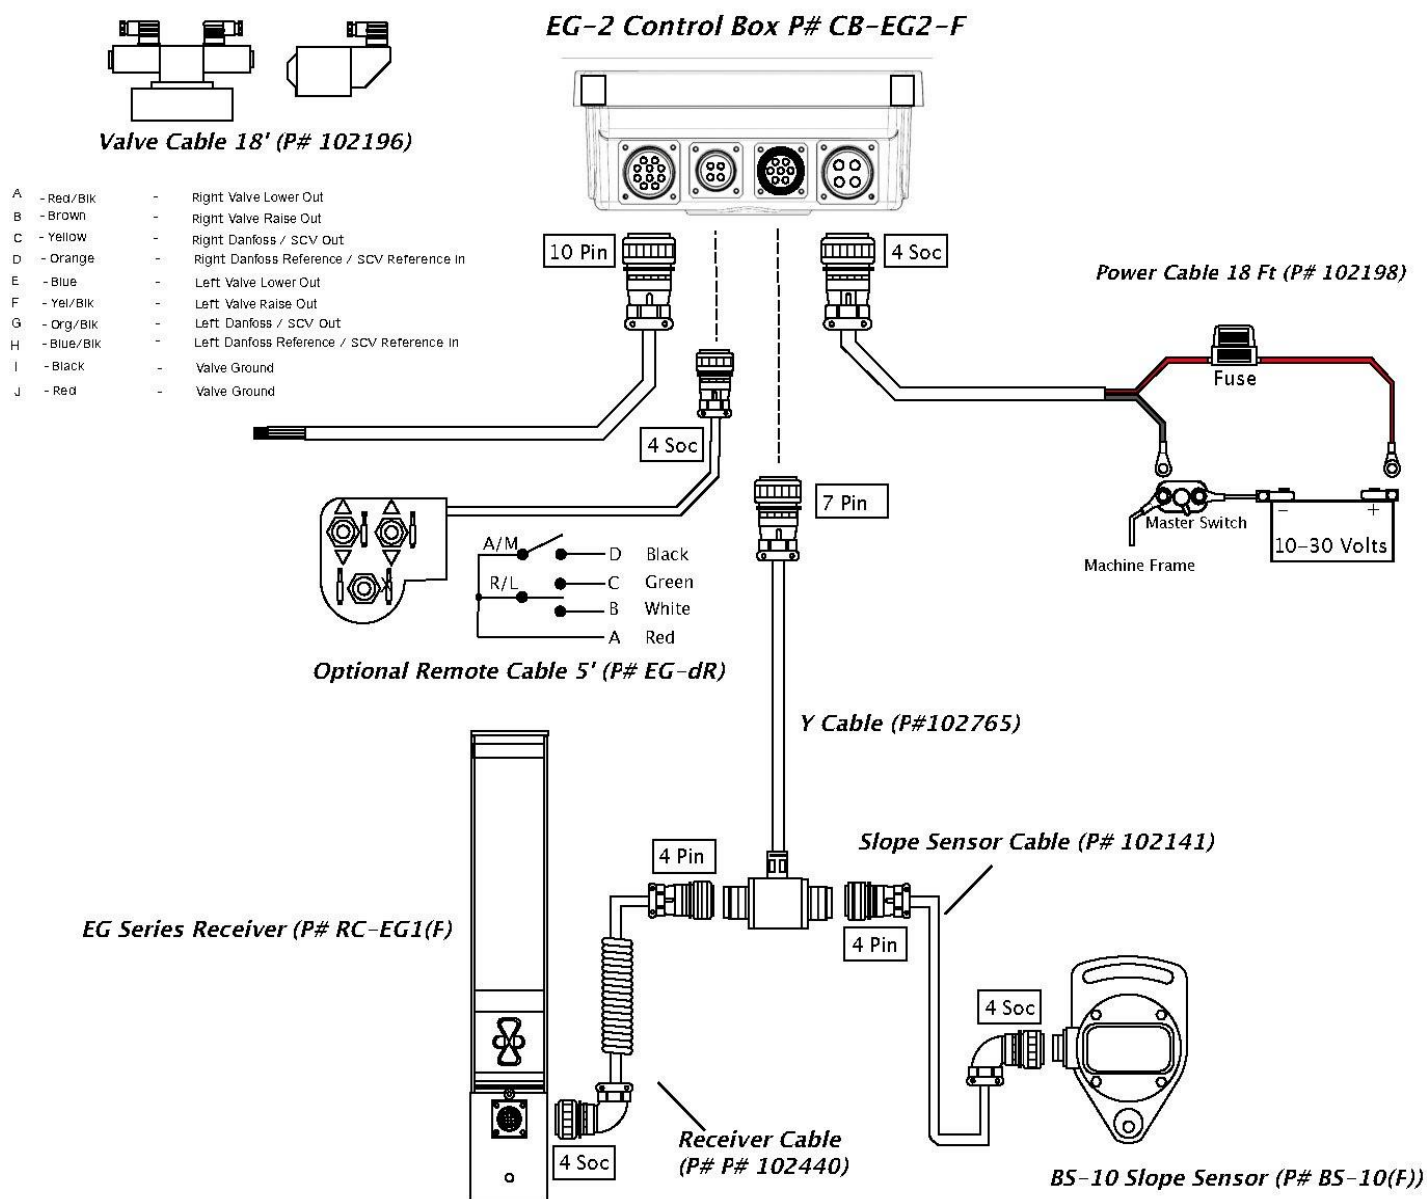 EG-2 Control Box P# CB-EG2-F
Valve Cable 18' (P# 102196)
A - Red/Blk - Right Valve Lower Out
B - Brown - Right Valve Raise Out
C - Yellow - Right Danfoss / SCV Out
D - Orange - Right Danfoss Reference / SCV Reference In
E - Blue - Left Valve Lower Out
F - Yel/Blk - Left Valve Raise Out
G - Org/Blk - Left Danfoss / SCV Out
H - Blue/Blk - Left Danfoss Reference / SCV Reference In
I - Black - Valve Ground
J - Red - Valve Ground
10 Pin
4 Soc
Power Cable 18 Ft (P# 102198)
Fuse
4 Soc
7 Pin
Master Switch
- +
10-30 Volts
Machine Frame
A/M D Black
R/L C Green
B White
A Red
Optional Remote Cable 5' (P# EG-dR)
Y Cable (P#102765)
4 Pin
Slope Sensor Cable (P# 102141)
EG Series Receiver (P# RC-EG1(F)
4 Pin
4 Soc
Receiver Cable
(P# P# 102440)
4 Soc
BS-10 Slope Sensor (P# BS-10(F))